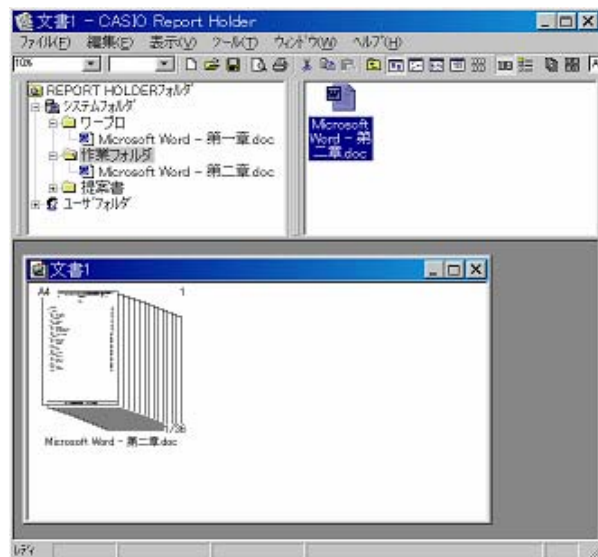 文書1 - CASIO Report Holder
ファイル(F) 編集(E) 表示(V) ツール(T) ウィンドウ(W) ヘルプ(H)
10%
REPORT HOLDERフォルダ
システムフォルダ
ワープロ
Microsoft Word - 第一章.doc
作業フォルダ
Microsoft Word - 第二章.doc
提案書
ユーザフォルダ
Microsoft
Word - 第
二章.doc
文書1
A4 1
1/36
Microsoft Word - 第二章.doc
レディ